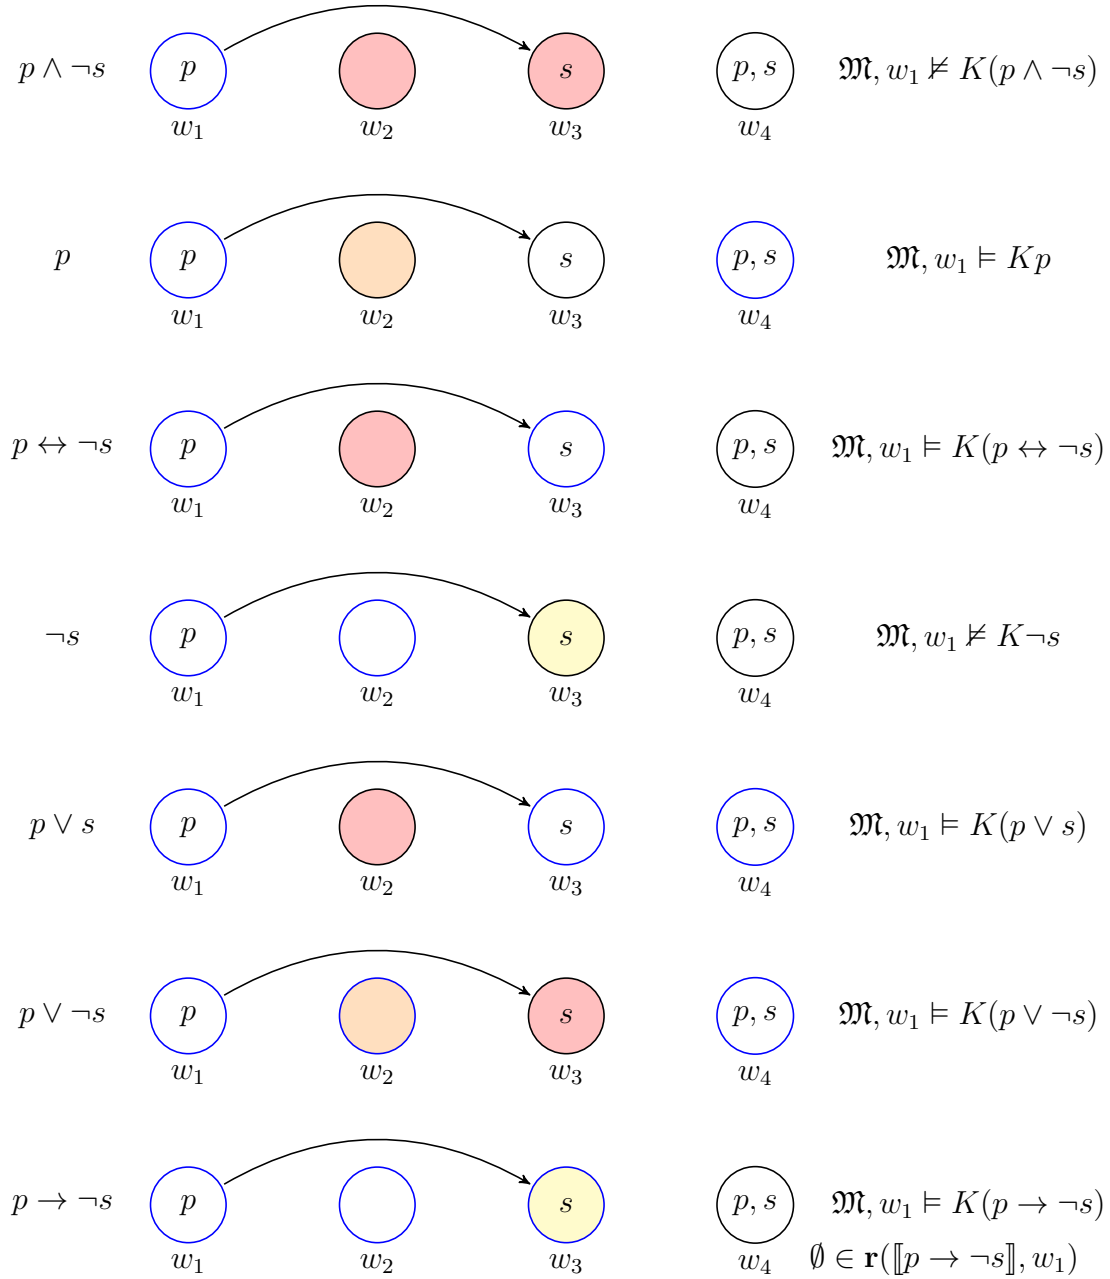 p ∧ ¬s p s p, s 𝔐, w₁ ⊭ K(p ∧ ¬s)
w₁ w₂ w₃ w₄
p p s p, s 𝔐, w₁ ⊨ Kp
w₁ w₂ w₃ w₄
p ↔ ¬s p s p, s 𝔐, w₁ ⊨ K(p ↔ ¬s)
w₁ w₂ w₃ w₄
¬s p s p, s 𝔐, w₁ ⊭ K¬s
w₁ w₂ w₃ w₄
p ∨ s p s p, s 𝔐, w₁ ⊨ K(p ∨ s)
w₁ w₂ w₃ w₄
p ∨ ¬s p s p, s 𝔐, w₁ ⊨ K(p ∨ ¬s)
w₁ w₂ w₃ w₄
p → ¬s p s p, s 𝔐, w₁ ⊨ K(p → ¬s)
w₁ w₂ w₃ w₄ ∅ ∈ r(⟦p → ¬s⟧, w₁)